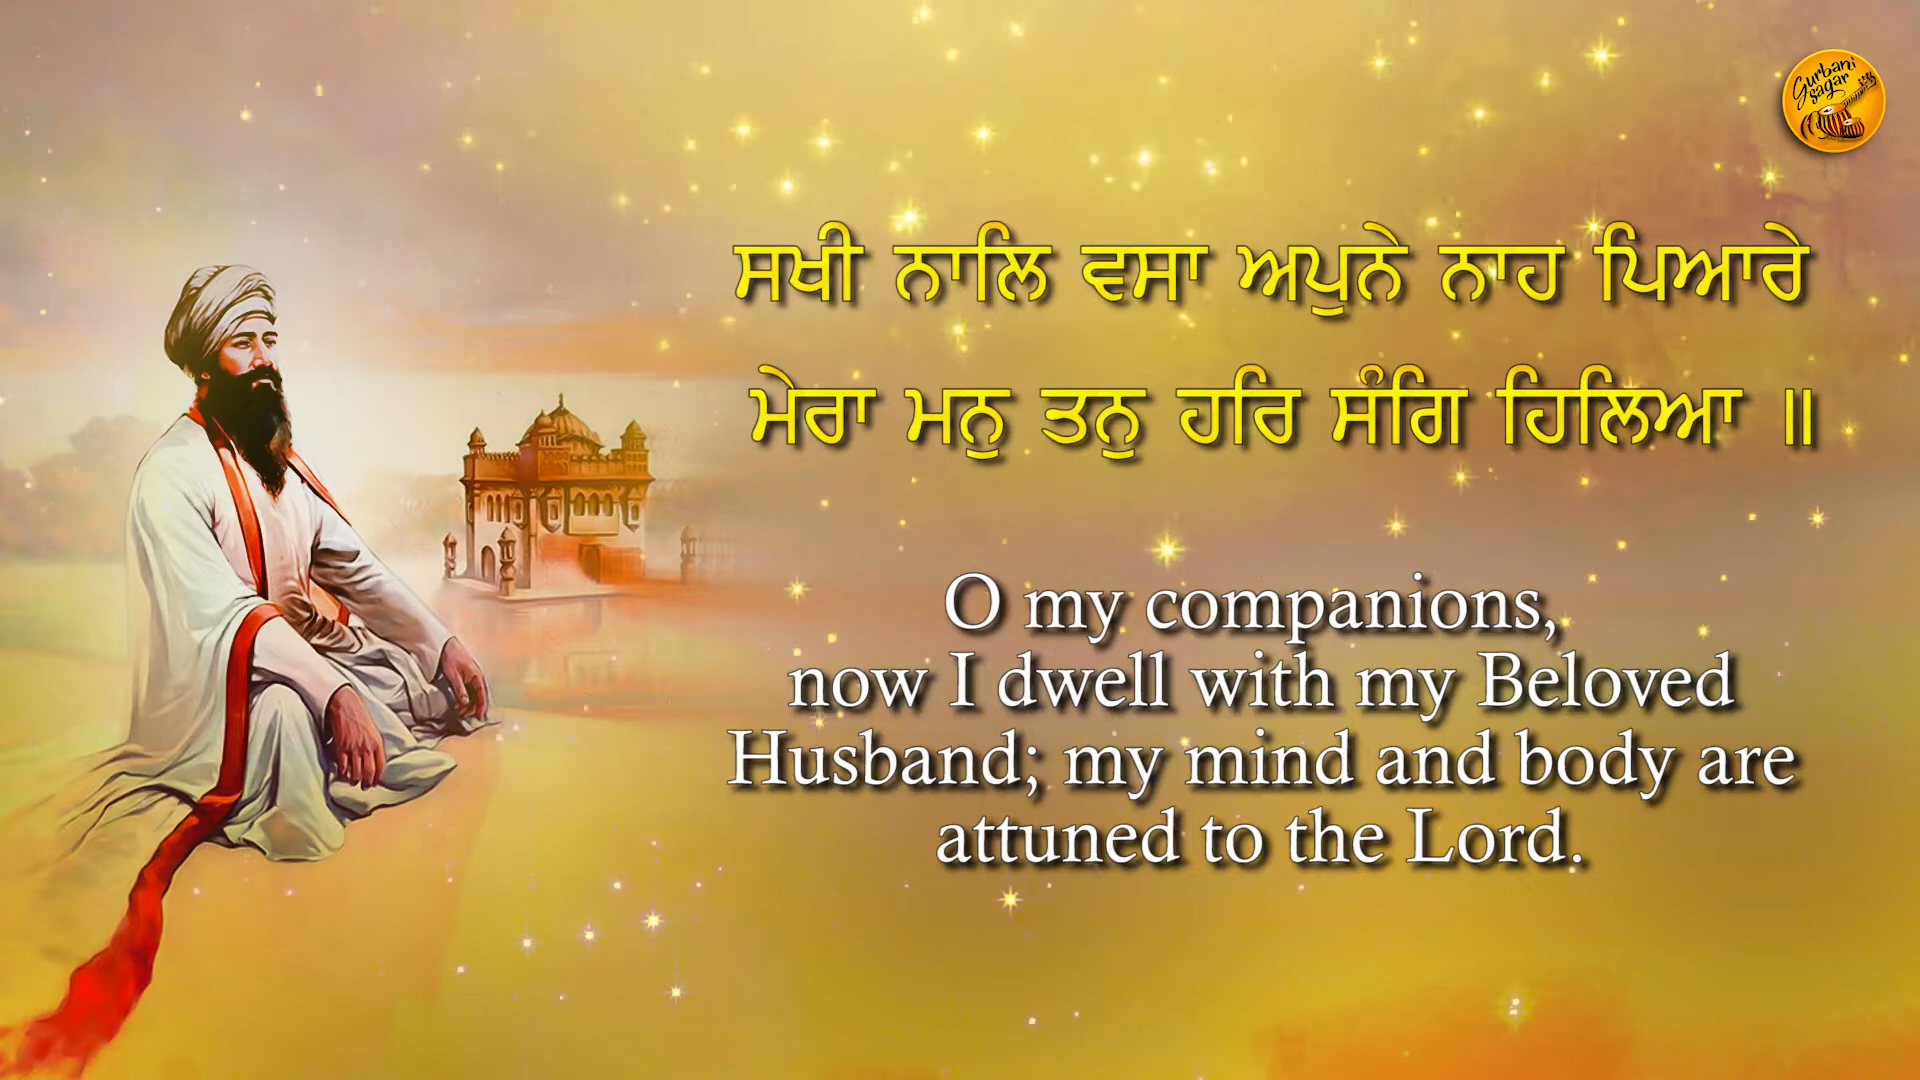 Gurbani
sagar
ਸਖੀ ਨਾਲਿ ਵਸਾ ਅਪੁਨੇ ਨਾਹ ਪਿਆਰੇ
ਮੇਰਾ ਮਨੁ ਤਨੁ ਹਰਿ ਸੰਗਿ ਹਿਲਿਆ ॥
O my companions,
now I dwell with my Beloved
Husband; my mind and body are
attuned to the Lord.